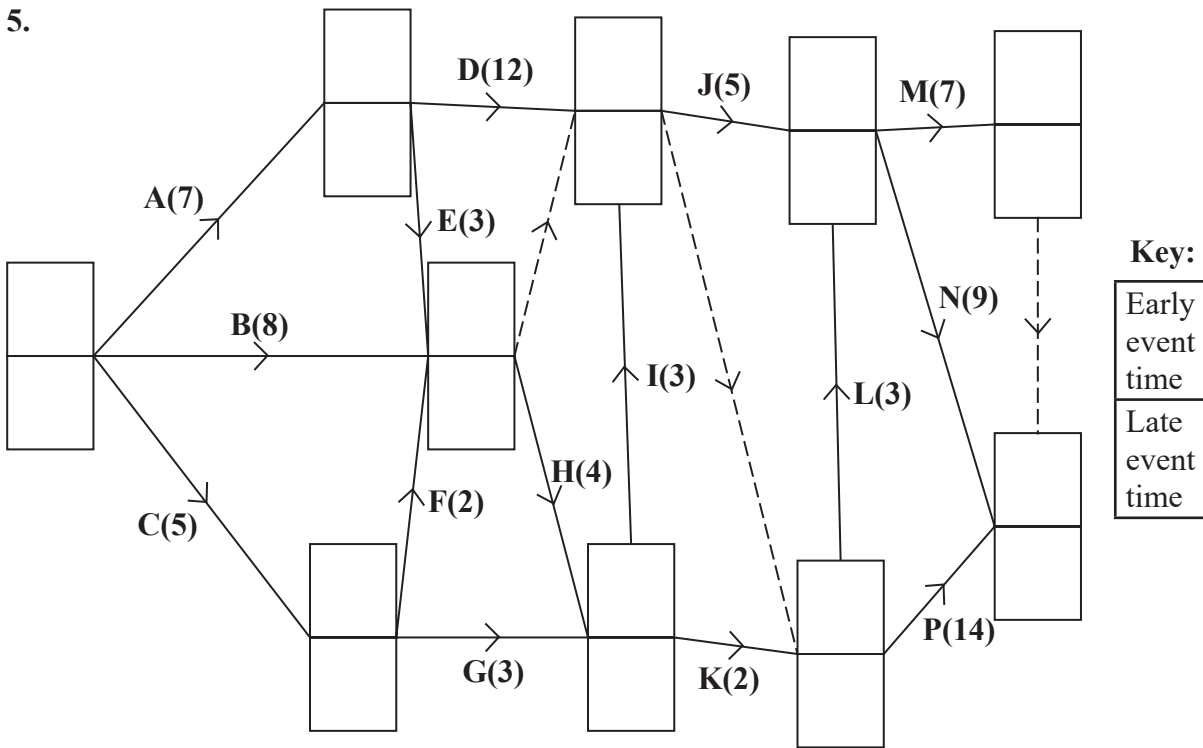 5.
D(12)
J(5)
M(7)
A(7)
E(3)
Key:
Early
event
time
B(8)
N(9)
I(3)
L(3)
Late
event
time
H(4)
F(2)
C(5)
P(14)
G(3)
K(2)